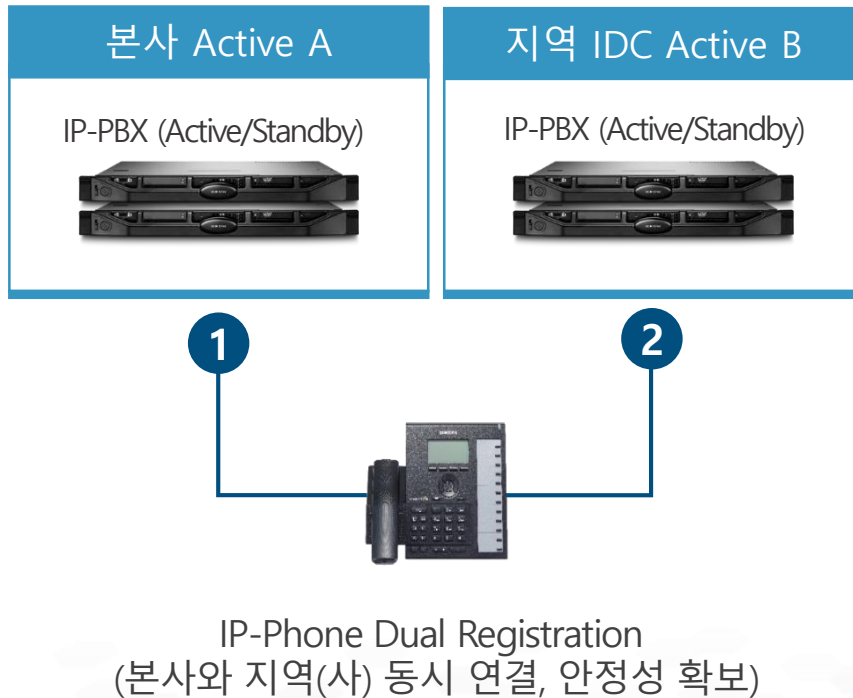 본사 Active A
지역 IDC Active B
IP-PBX (Active/Standby)
IP-PBX (Active/Standby)
1
2
IP-Phone Dual Registration
(본사와 지역(사) 동시 연결, 안정성 확보)